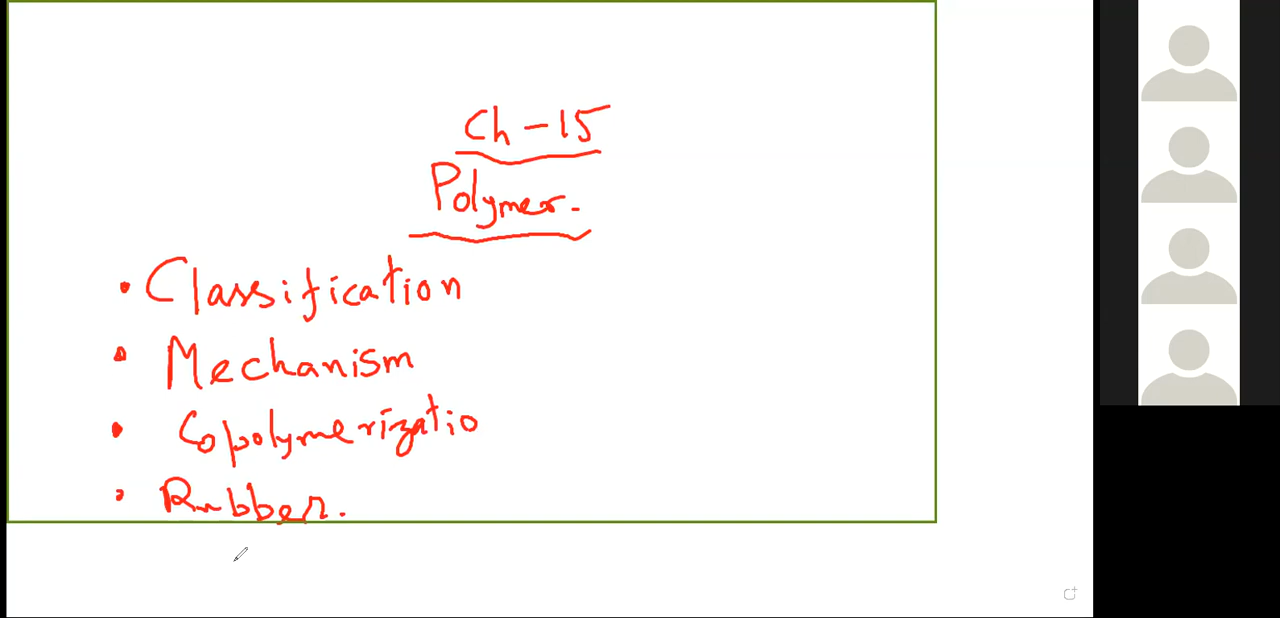 Ch - 15
Polymer.
• Classification
• Mechanism
• Copolymerizatio
• Rubber.